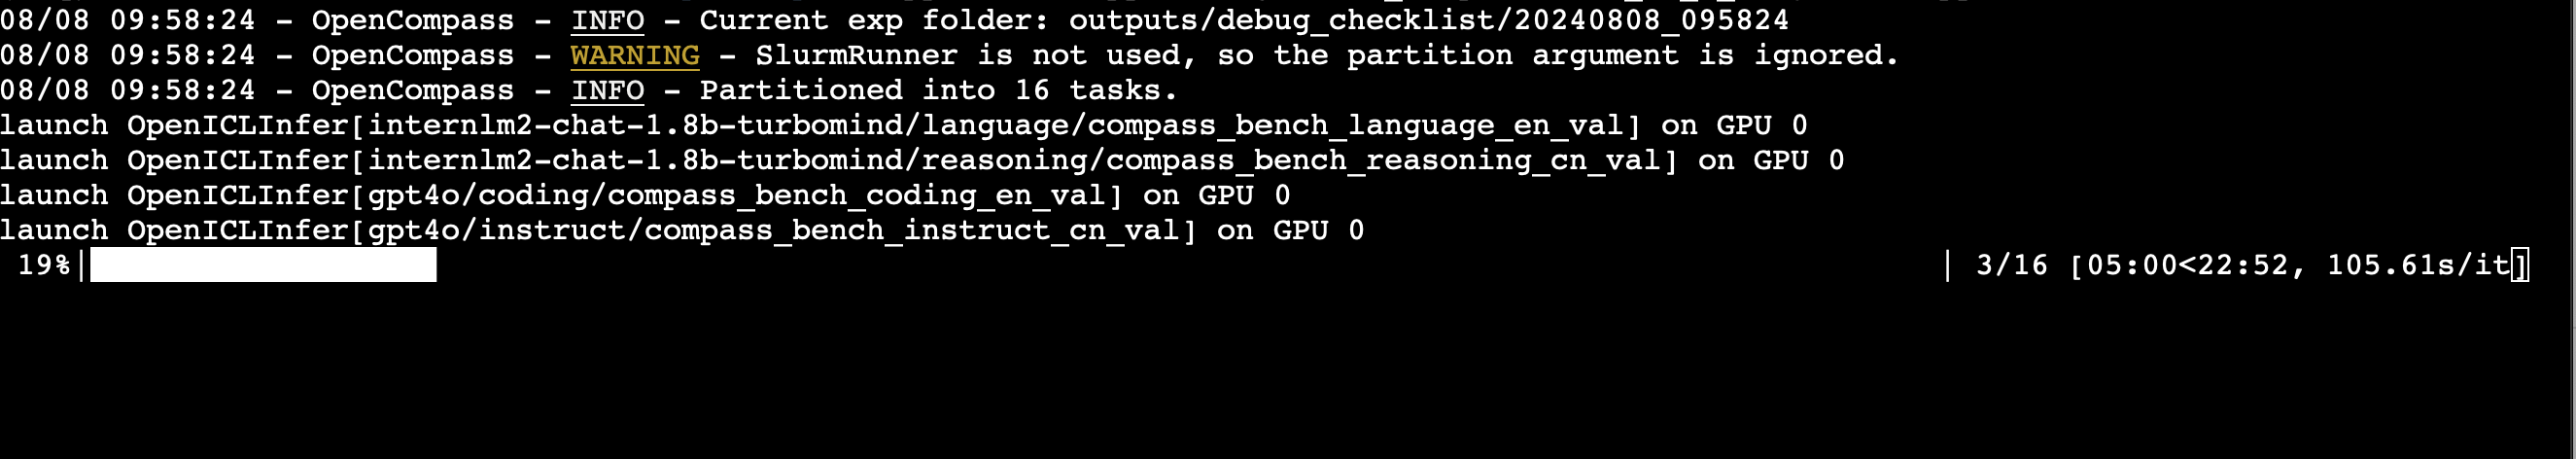 08/08 09:58:24 - OpenCompass - INFO - Current exp folder: outputs/debug_checklist/20240808_095824
08/08 09:58:24 - OpenCompass - WARNING - SlurmRunner is not used, so the partition argument is ignored.
08/08 09:58:24 - OpenCompass - INFO - Partitioned into 16 tasks.
launch OpenICLInfer[internlm2-chat-1.8b-turbomind/language/compass_bench_language_en_val] on GPU 0
launch OpenICLInfer[internlm2-chat-1.8b-turbomind/reasoning/compass_bench_reasoning_cn_val] on GPU 0
launch OpenICLInfer[gpt4o/coding/compass_bench_coding_en_val] on GPU 0
launch OpenICLInfer[gpt4o/instruct/compass_bench_instruct_cn_val] on GPU 0
19%| | 3/16 [05:00<22:52, 105.61s/it]